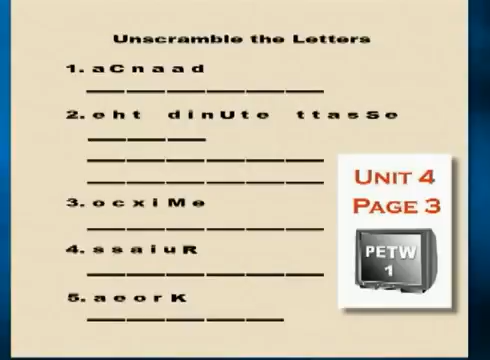 Unscramble the Letters
1. a C n a a d
2. e h t d i n U t e t t a s S e
3. o c x i M e
4. s s a i u R
5. a e o r K
UNIT 4
PAGE 3
PETW
1